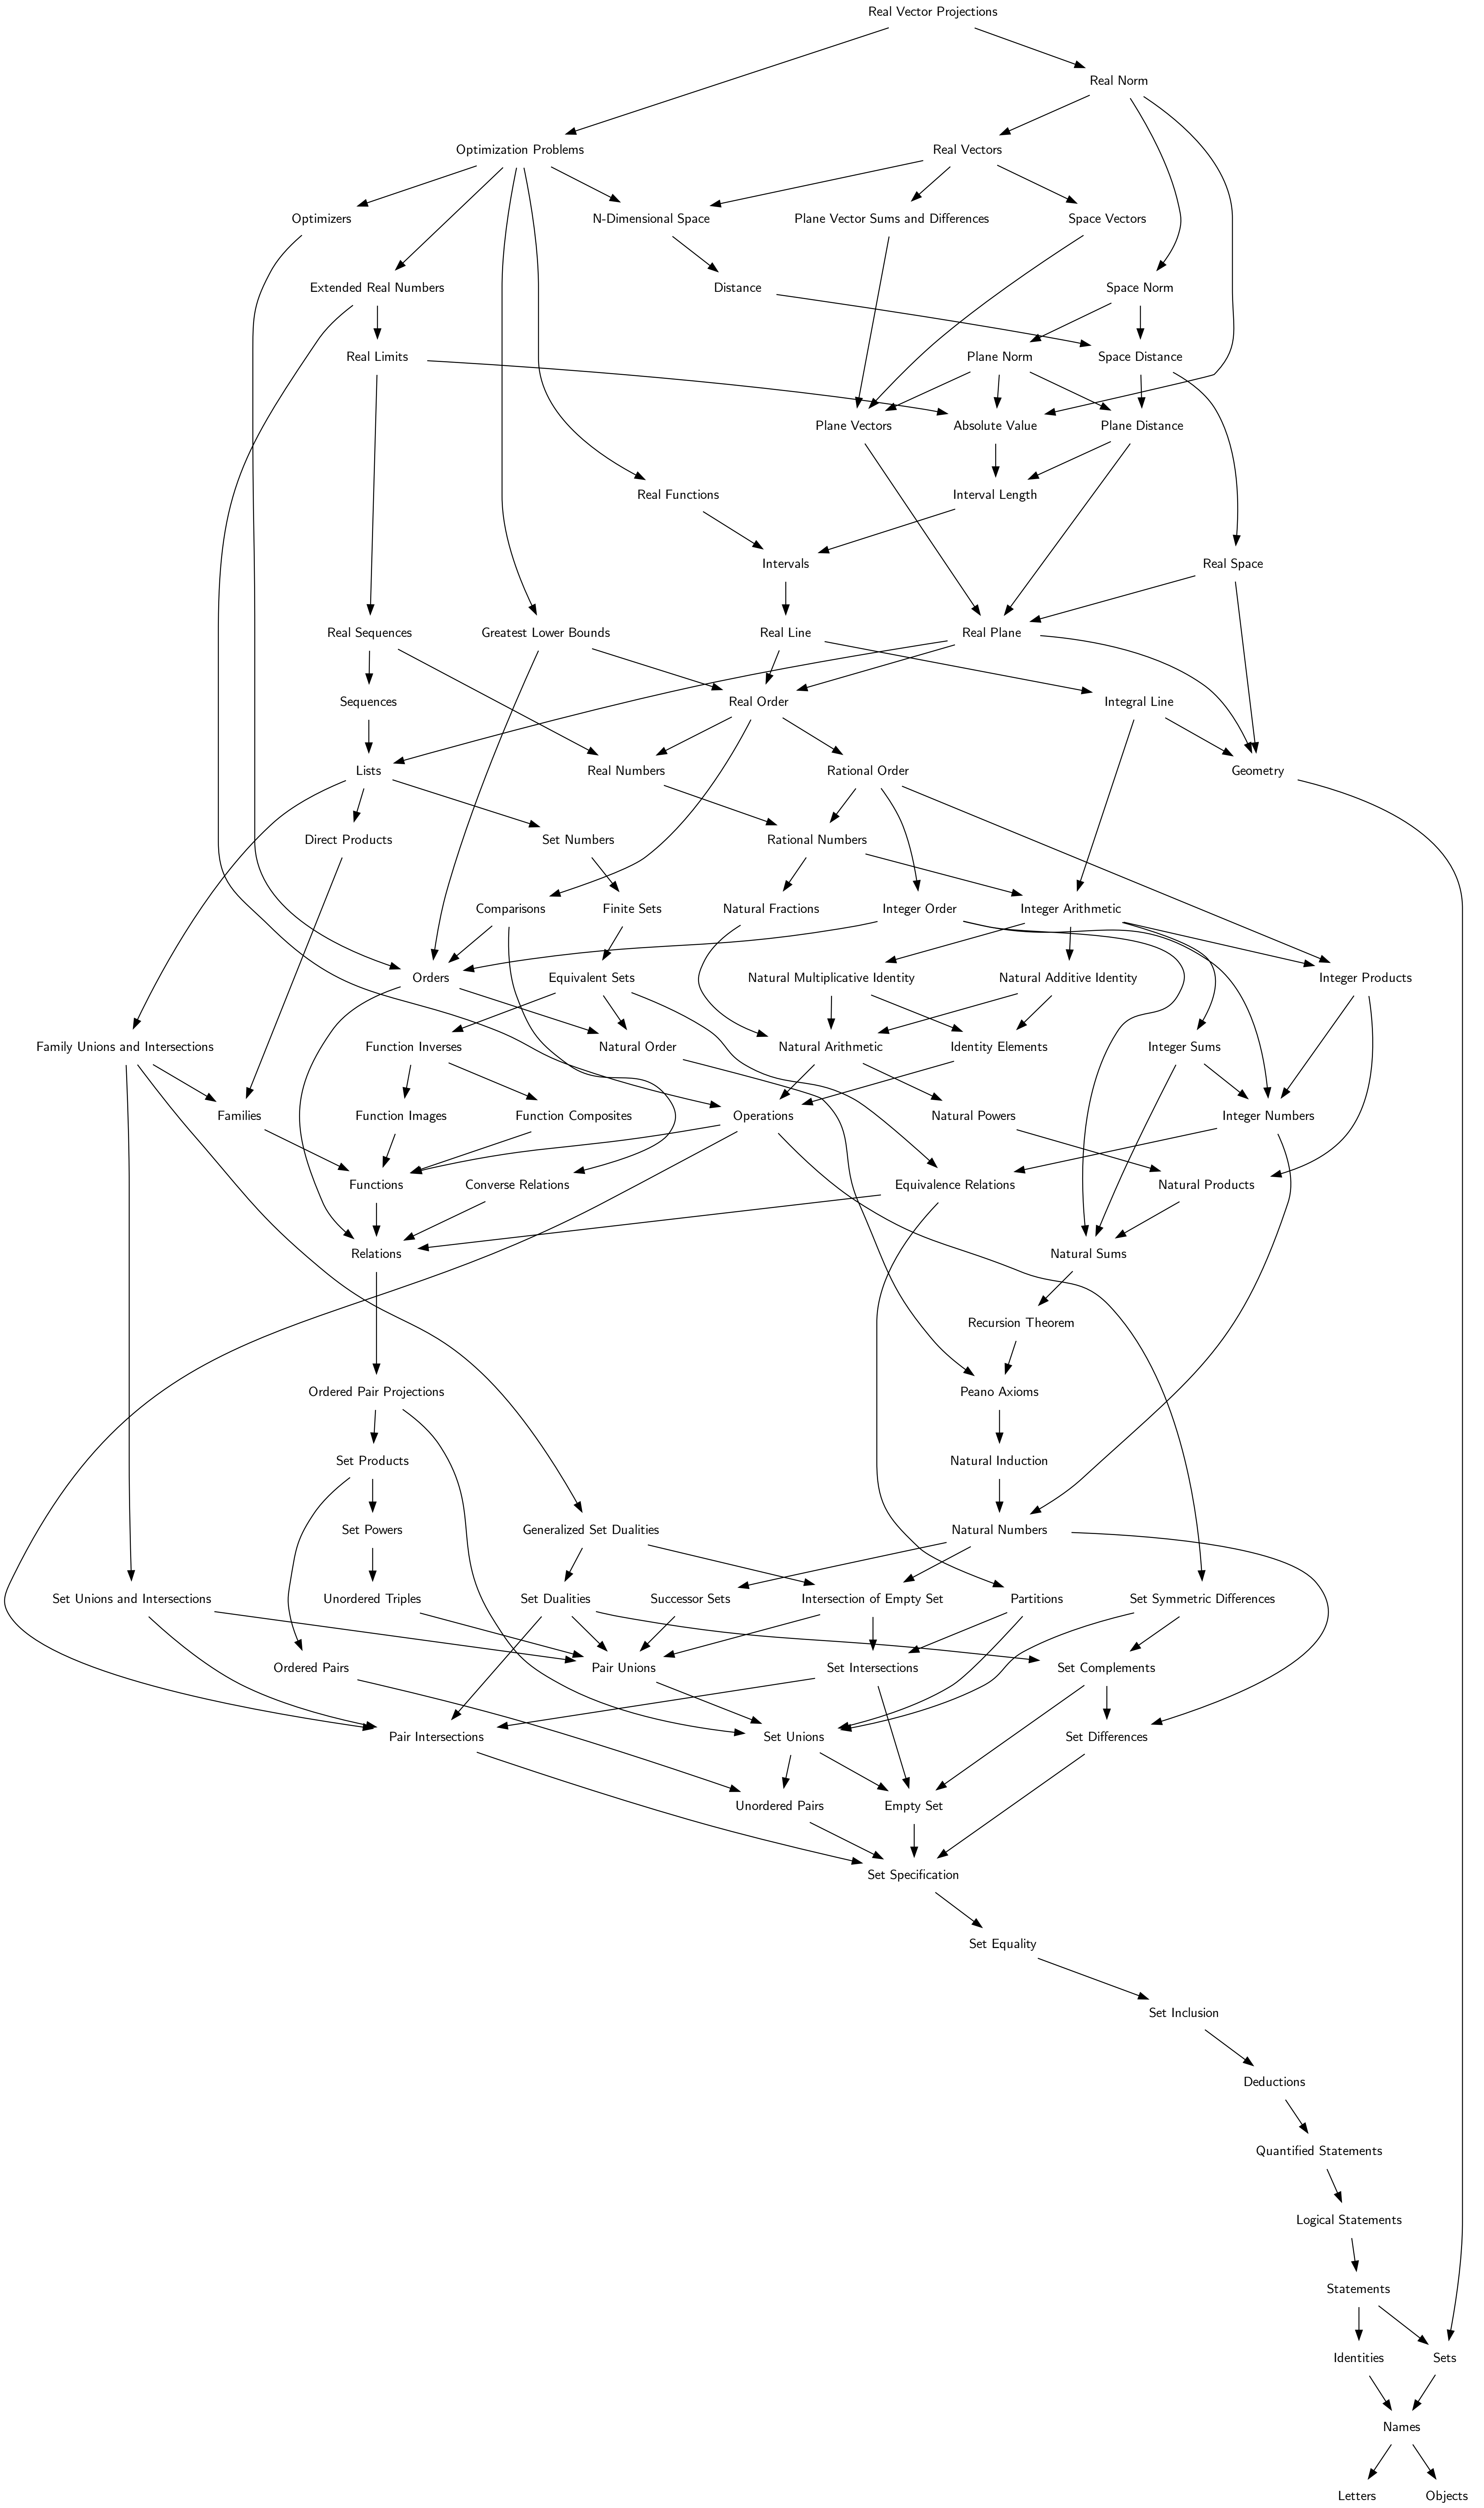 Real Vector Projections
Real Norm
Optimization Problems
Real Vectors
Optimizers
N-Dimensional Space
Plane Vector Sums and Differences
Space Vectors
Extended Real Numbers
Distance
Space Norm
Real Limits
Plane Norm
Space Distance
Plane Vectors
Absolute Value
Plane Distance
Real Functions
Interval Length
Intervals
Real Space
Real Sequences
Greatest Lower Bounds
Real Line
Real Plane
Sequences
Real Order
Integral Line
Lists
Real Numbers
Rational Order
Geometry
Direct Products
Set Numbers
Rational Numbers
Comparisons
Finite Sets
Natural Fractions
Integer Order
Integer Arithmetic
Orders
Equivalent Sets
Natural Multiplicative Identity
Natural Additive Identity
Integer Products
Family Unions and Intersections
Function Inverses
Natural Order
Natural Arithmetic
Identity Elements
Integer Sums
Families
Function Images
Function Composites
Operations
Natural Powers
Integer Numbers
Functions
Converse Relations
Equivalence Relations
Natural Products
Relations
Natural Sums
Recursion Theorem
Ordered Pair Projections
Peano Axioms
Set Products
Natural Induction
Set Powers
Generalized Set Dualities
Natural Numbers
Set Unions and Intersections
Unordered Triples
Set Dualities
Successor Sets
Intersection of Empty Set
Partitions
Set Symmetric Differences
Ordered Pairs
Pair Unions
Set Intersections
Set Complements
Pair Intersections
Set Unions
Set Differences
Unordered Pairs
Empty Set
Set Specification
Set Equality
Set Inclusion
Deductions
Quantified Statements
Logical Statements
Statements
Identities
Sets
Names
Letters
Objects